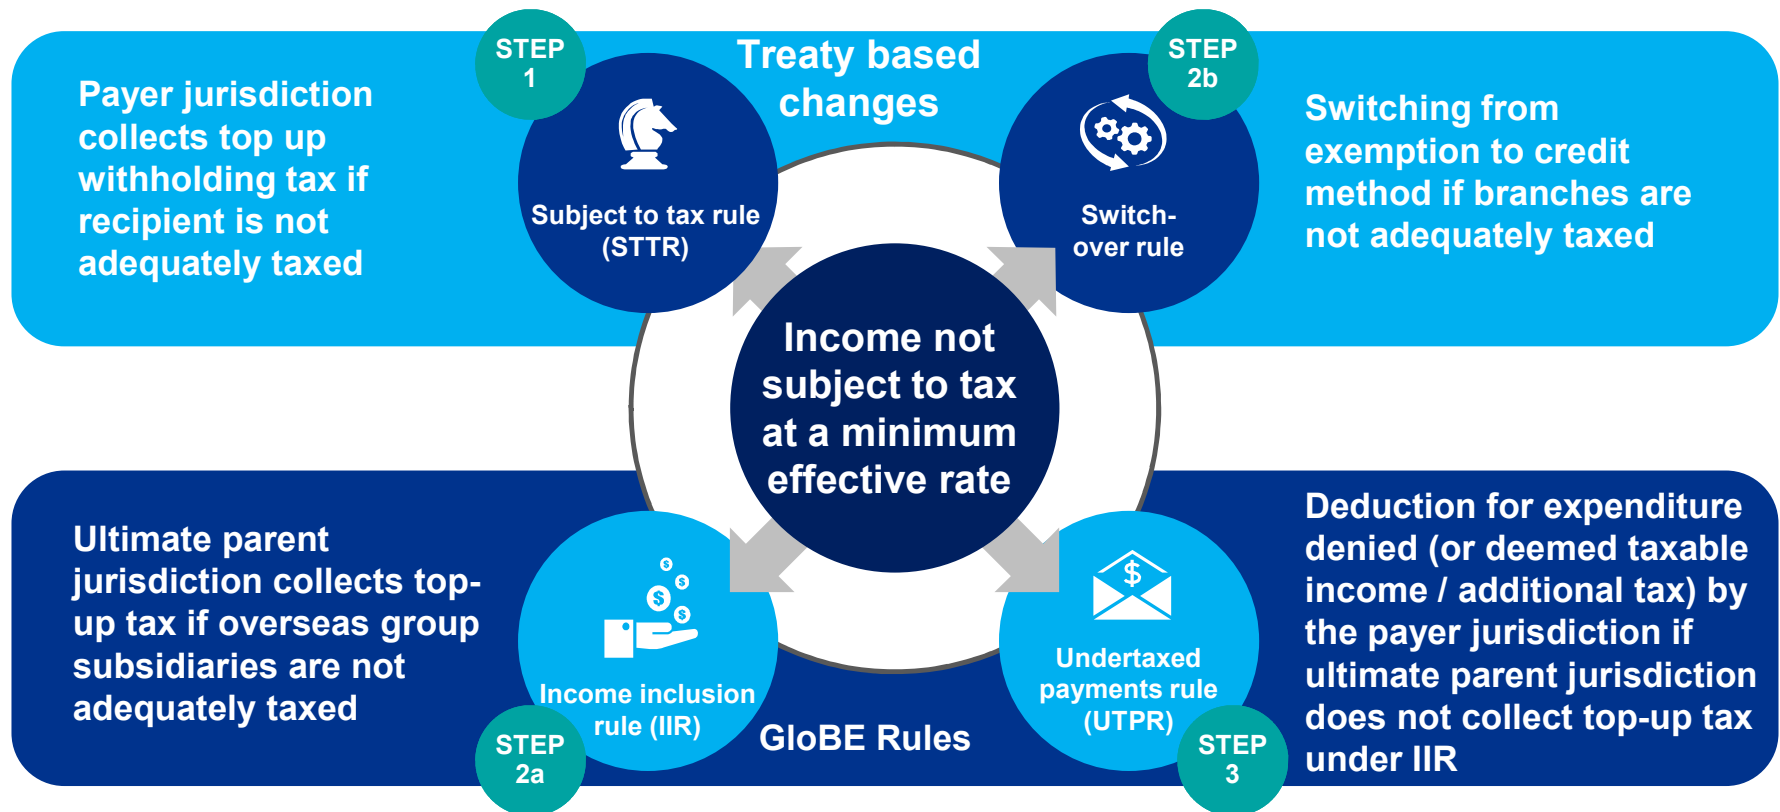 Treaty based
changes
STEP
1
Payer jurisdiction
collects top up
withholding tax if
recipient is not
adequately taxed
Subject to tax rule
(STTR)
STEP
2b
Switch-
over rule
Switching from
exemption to credit
method if branches are
not adequately taxed
Income not
subject to tax
at a minimum
effective rate
Ultimate parent
jurisdiction collects top-
up tax if overseas group
subsidiaries are not
adequately taxed
$
$
$
$
Income inclusion
rule (IIR)
STEP
2a
GloBE Rules
$
Undertaxed
payments rule
(UTPR)
STEP
3
Deduction for expenditure
denied (or deemed taxable
income / additional tax) by
the payer jurisdiction if
ultimate parent jurisdiction
does not collect top-up tax
under IIR